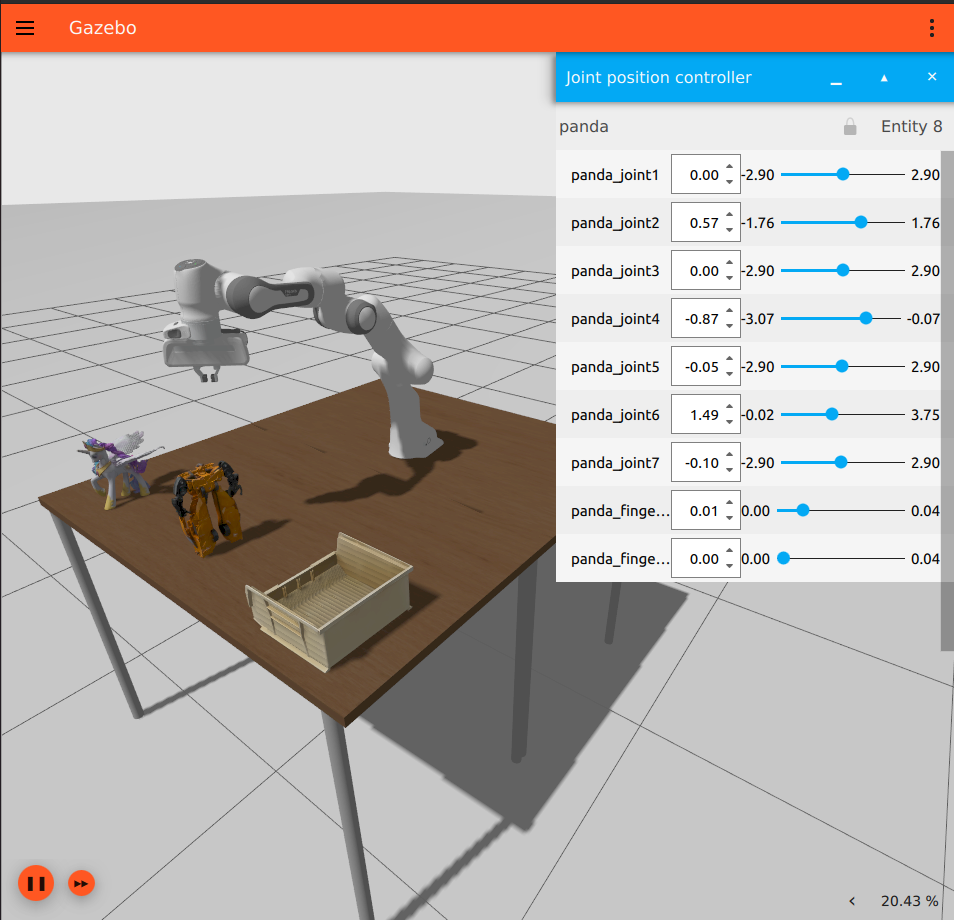 Gazebo
Joint position controller
panda Entity 8
panda_joint1 0.00 -2.90 2.90
panda_joint2 0.57 -1.76 1.76
panda_joint3 0.00 -2.90 2.90
panda_joint4 -0.87 -3.07 -0.07
panda_joint5 -0.05 -2.90 2.90
panda_joint6 1.49 -0.02 3.75
panda_joint7 -0.10 -2.90 2.90
panda_finge... 0.01 0.00 0.04
panda_finge... 0.00 0.00 0.04
20.43 %